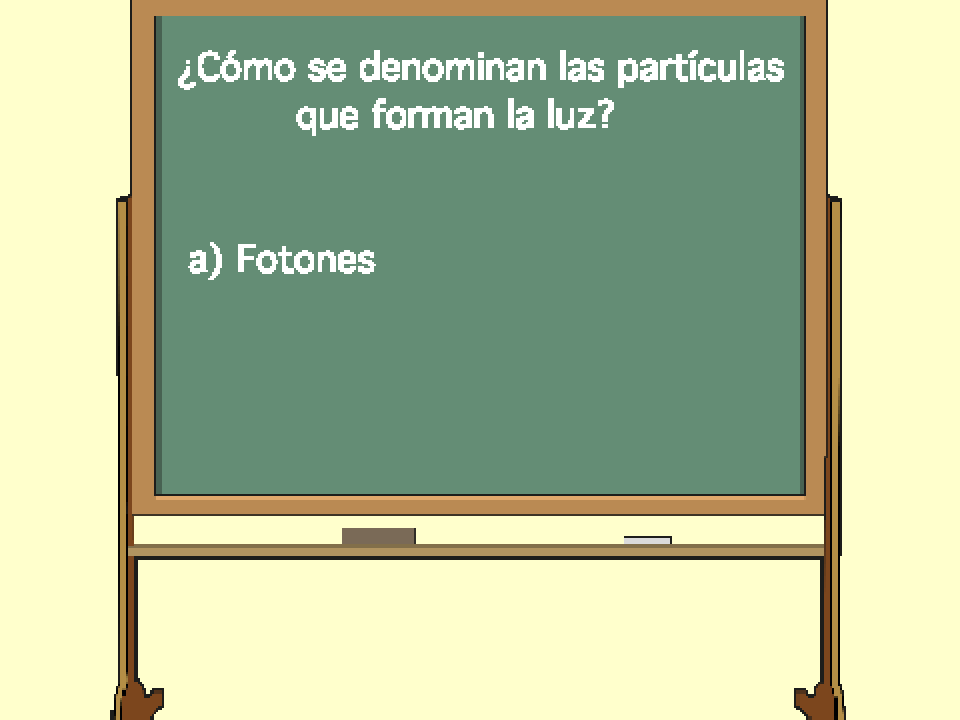 ¿Cómo se denominan las partículas
que forman la luz?
a) Fotones